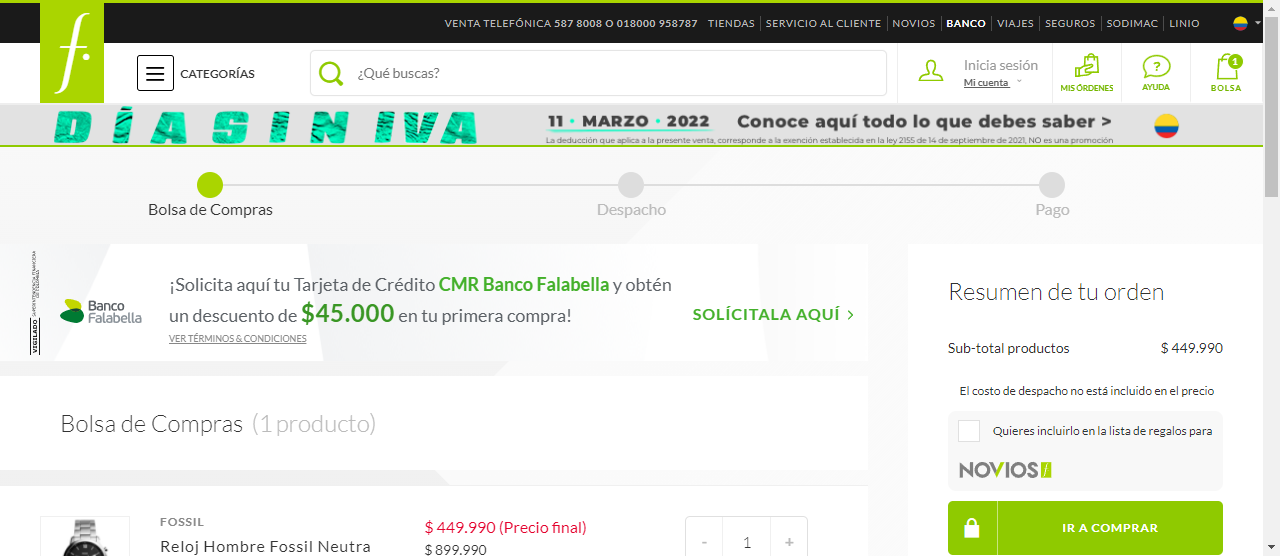 VENTA TELEFÓNICA 587 8008 O 018000 958787 TIENDAS SERVICIO AL CLIENTE NOVIOS BANCO VIAJES SEGUROS SODIMAC LINIO
f.
CATEGORÍAS
¿Qué buscas?
Inicia sesión
Mi cuenta
MIS ÓRDENES
? AYUDA
1
BOLSA
DÍA SIN IVA
11 • MARZO • 2022 Conoce aquí todo lo que debes saber >
La deducción que aplica a la presente venta, corresponde a la exención establecida en la ley 2155 de 14 de septiembre de 2021, NO es una promoción
Bolsa de Compras Despacho Pago
VIGILADO
Banco
Falabella
¡Solicita aquí tu Tarjeta de Crédito CMR Banco Falabella y obtén
un descuento de $45.000 en tu primera compra!
VER TÉRMINOS & CONDICIONES
SOLÍCITALA AQUÍ >
Bolsa de Compras (1 producto)
FOSSIL
Reloj Hombre Fossil Neutra
$ 449.990 (Precio final)
$ 899.990
- 1 +
Resumen de tu orden
Sub-total productos $ 449.990
El costo de despacho no está incluido en el precio
Quieres incluirlo en la lista de regalos para
NOVIOS f
IR A COMPRAR